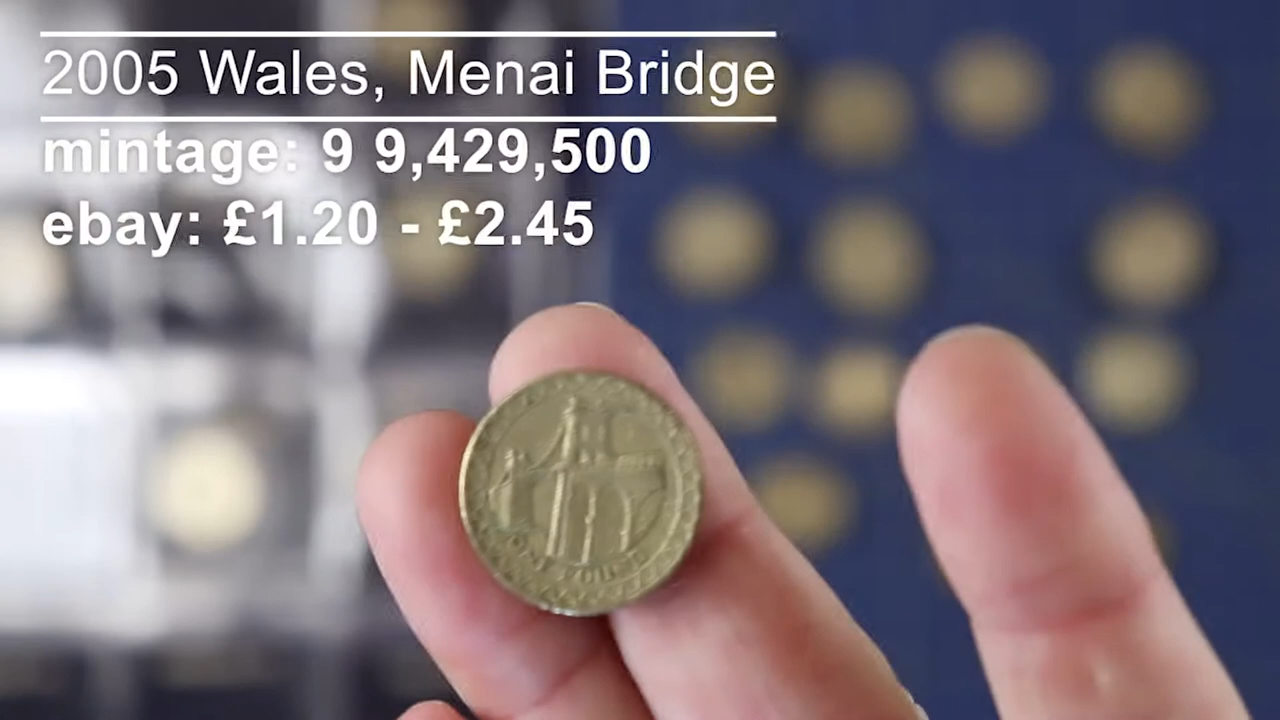 2005 Wales, Menai Bridge
mintage: 9 9,429,500
ebay: £1.20 - £2.45
ONE POUND